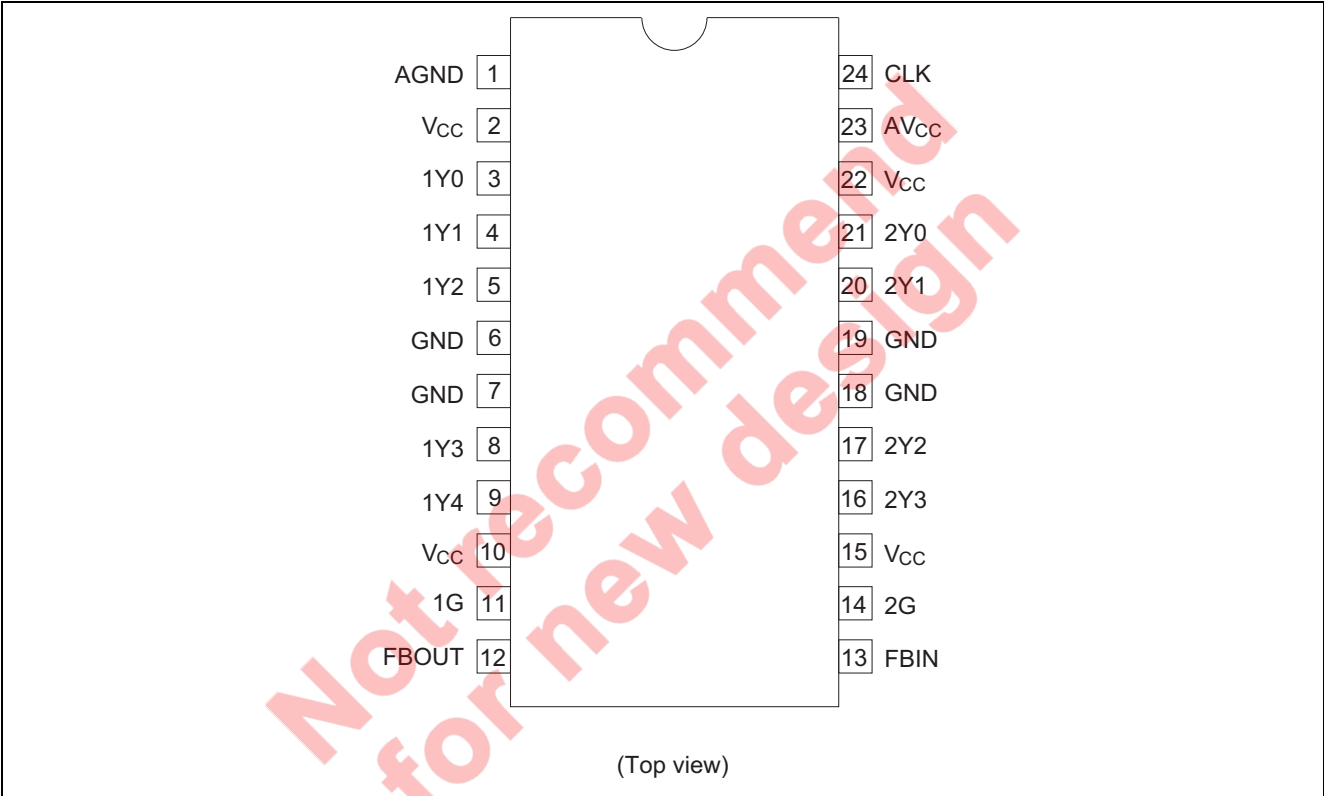 AGND 1 24 CLK
VCC 2 23 AVCC
1Y0 3 22 VCC
1Y1 4 21 2Y0
1Y2 5 20 2Y1
GND 6 19 GND
GND 7 18 GND
1Y3 8 17 2Y2
1Y4 9 16 2Y3
VCC 10 15 VCC
1G 11 14 2G
FBOUT 12 13 FBIN
(Top view)
Not recommend
for new design